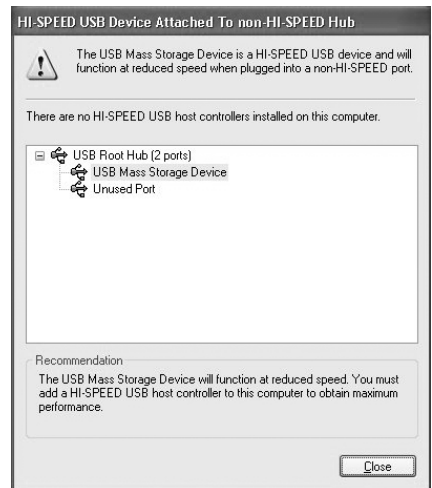 HI-SPEED USB Device Attached To non-HI-SPEED Hub
The USB Mass Storage Device is a HI-SPEED USB device and will
function at reduced speed when plugged into a non-HI-SPEED port.
There are no HI-SPEED USB host controllers installed on this computer.
USB Root Hub (2 ports)
USB Mass Storage Device
Unused Port
Recommendation
The USB Mass Storage Device will function at reduced speed. You must
add a HI-SPEED USB host controller to this computer to obtain maximum
performance.
Close